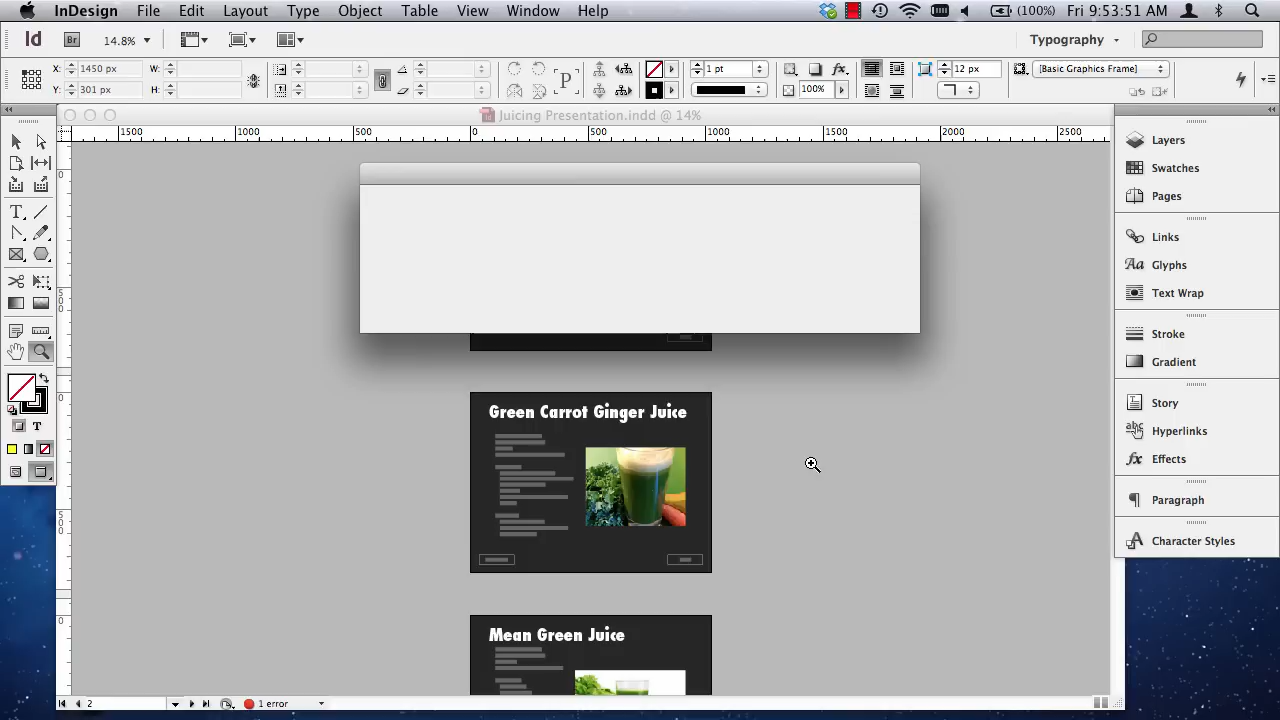 InDesign File Edit Layout Type Object Table View Window Help (100%) Fri 9:53:51 AM
Id Br 14.8% Typography
X: 1450 px W: 1 pt 12 px [Basic Graphics Frame]
Y: 301 px H: 100%
Juicing Presentation.indd @ 14%
1500 1000 500 0 500 1000 1500 2000 2500
Layers
Swatches
Pages
Links
Glyphs
Text Wrap
Stroke
Gradient
Story
Hyperlinks
Effects
Paragraph
Character Styles
Green Carrot Ginger Juice
Mean Green Juice
1 error